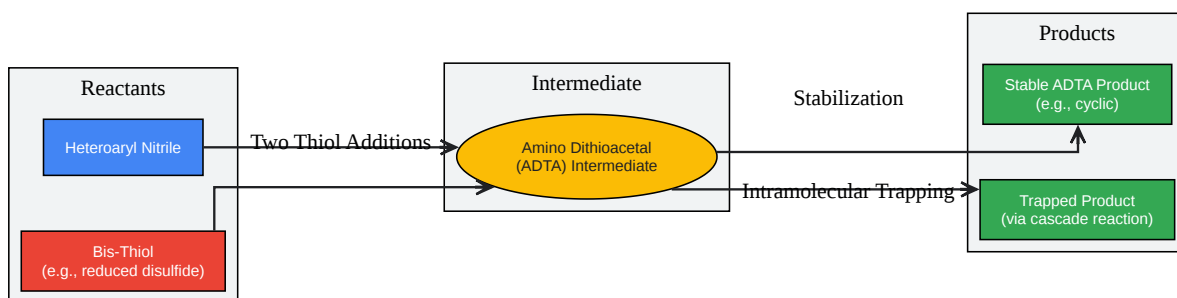 Reactants
Heteroaryl Nitrile
Bis-Thiol
(e.g., reduced disulfide)
Two Thiol Additions
Intermediate
Amino Dithioacetal
(ADTA) Intermediate
Stabilization
Intramolecular Trapping
Products
Stable ADTA Product
(e.g., cyclic)
Trapped Product
(via cascade reaction)